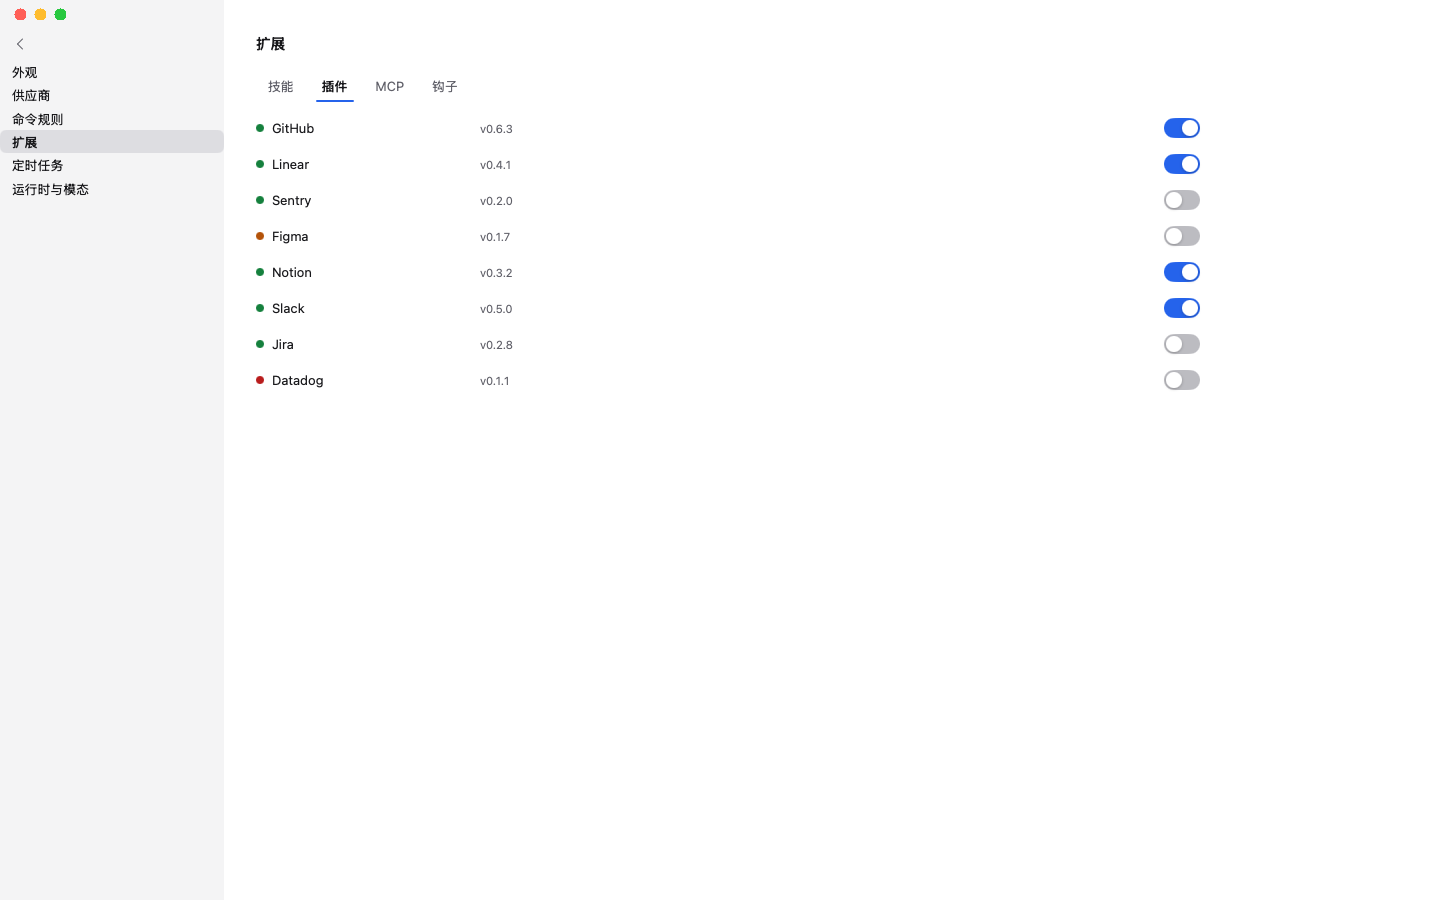 外观
供应商
命令规则
扩展
定时任务
运行时与模态
扩展
技能 插件 MCP 钩子
GitHub v0.6.3
Linear v0.4.1
Sentry v0.2.0
Figma v0.1.7
Notion v0.3.2
Slack v0.5.0
Jira v0.2.8
Datadog v0.1.1